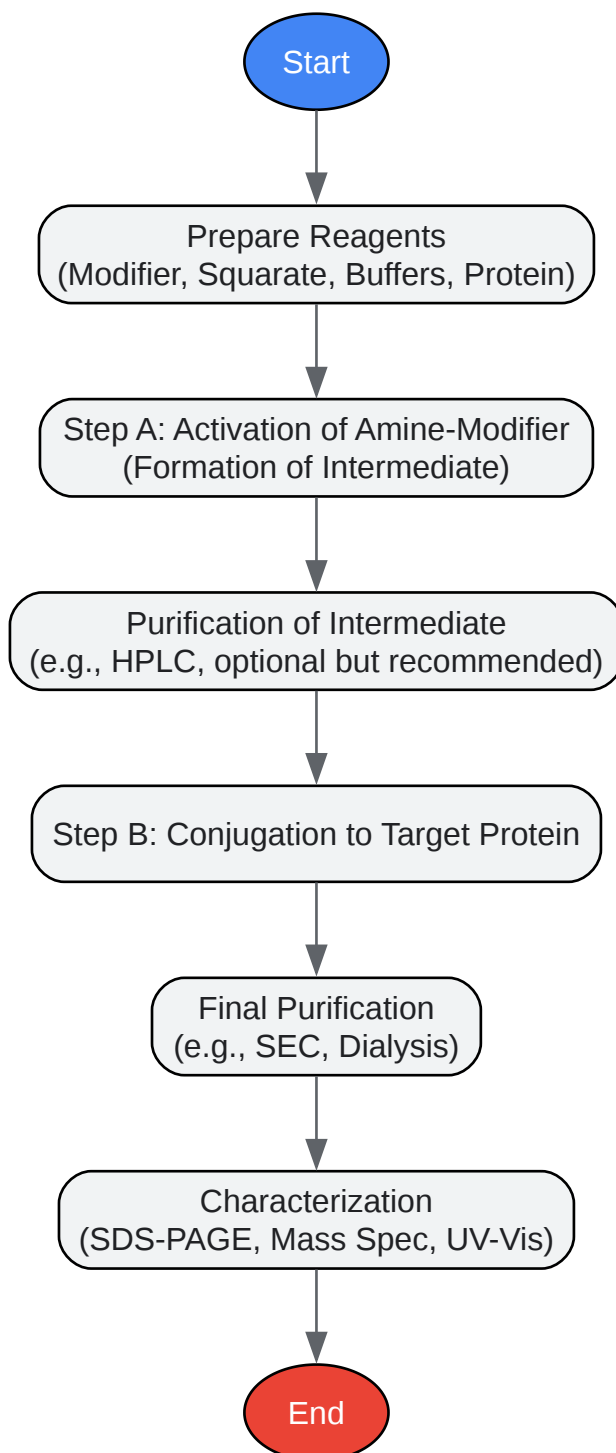 Start
Prepare Reagents
(Modifier, Squarate, Buffers, Protein)
Step A: Activation of Amine-Modifier
(Formation of Intermediate)
Purification of Intermediate
(e.g., HPLC, optional but recommended)
Step B: Conjugation to Target Protein
Final Purification
(e.g., SEC, Dialysis)
Characterization
(SDS-PAGE, Mass Spec, UV-Vis)
End